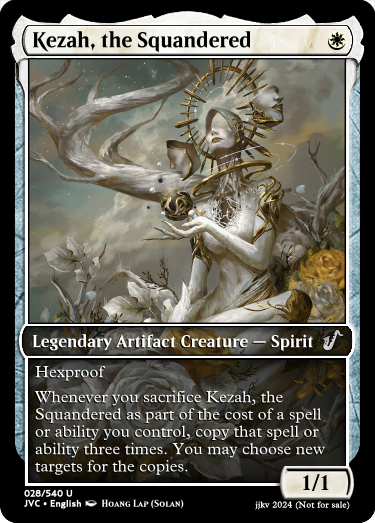 Kezah, the Squandered
Legendary Artifact Creature — Spirit
Hexproof
Whenever you sacrifice Kezah, the
Squandered as part of the cost of a spell
or ability you control, copy that spell or
ability three times. You may choose new
targets for the copies.
1/1
028/540 U
JVC • English Hoang Lap (Solan)
jjkv 2024 (Not for sale)